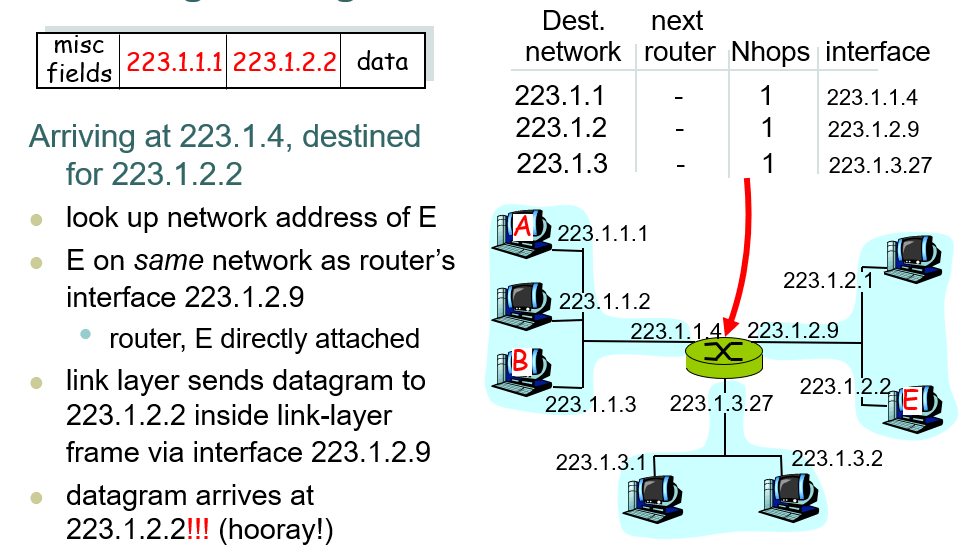 misc
fields 223.1.1.1 223.1.2.2 data
Arriving at 223.1.4, destined
for 223.1.2.2
look up network address of E
E on same network as router’s
interface 223.1.2.9
router, E directly attached
link layer sends datagram to
223.1.2.2 inside link-layer
frame via interface 223.1.2.9
datagram arrives at
223.1.2.2!!! (hooray!)
Dest. next
network router Nhops interface
223.1.1 - 1 223.1.1.4
223.1.2 - 1 223.1.2.9
223.1.3 - 1 223.1.3.27
A 223.1.1.1
223.1.1.2
B
223.1.1.3
223.1.1.4 223.1.2.9
223.1.2.1
223.1.2.2
E
223.1.3.27
223.1.3.1 223.1.3.2